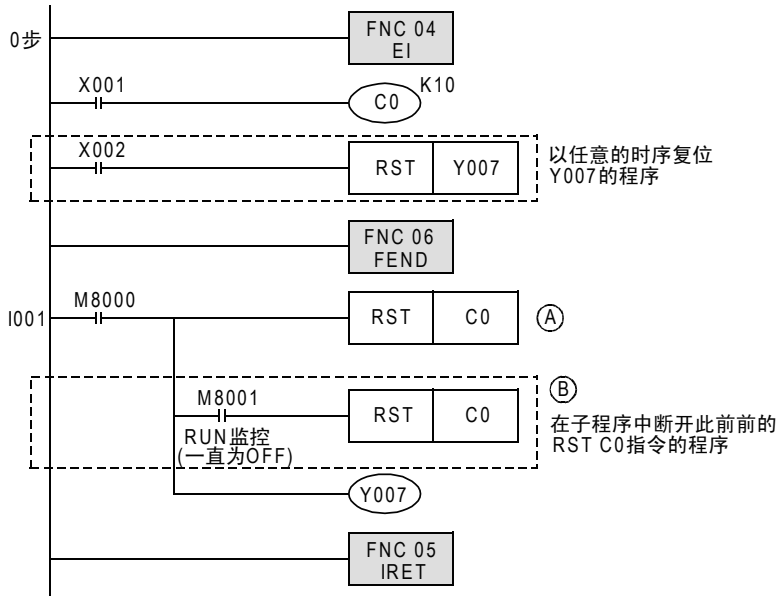 0步
FNC 04
EI
X001
C0
K10
X002
RST
Y007
以任意的时序复位
Y007的程序
FNC 06
FEND
I001
M8000
RST
C0
Ⓐ
M8001
RUN监控
(一直为OFF)
RST
C0
Ⓑ
在子程序中断开此前前的
RST C0指令的程序
Y007
FNC 05
IRET